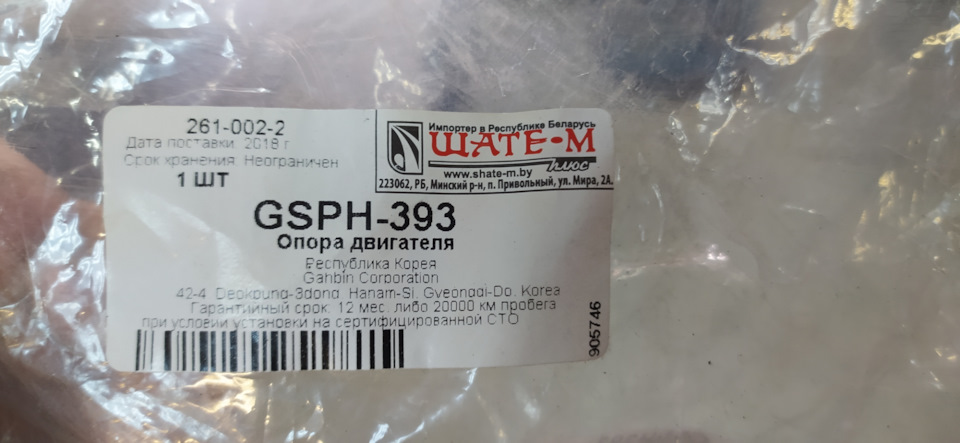 261-002-2
Дата поставки: 2018 г
Срок хранения: Неограничен
1 ШТ
Импортер в Республике Беларусь
ШАТЕ-М
плюс
www.shate-m.by
223062, РБ, Минский р-н, п. Привольный, ул. Мира, 2А.
GSPH-393
Опора двигателя
Республика Корея
Gahbin Corporation
42-4, Deokpung-3dong, Hanam-Si, Gyeonggi-Do, Korea
Гарантийный срок: 12 мес. либо 20000 км пробега
при условии установки на сертифицированной СТО
905746